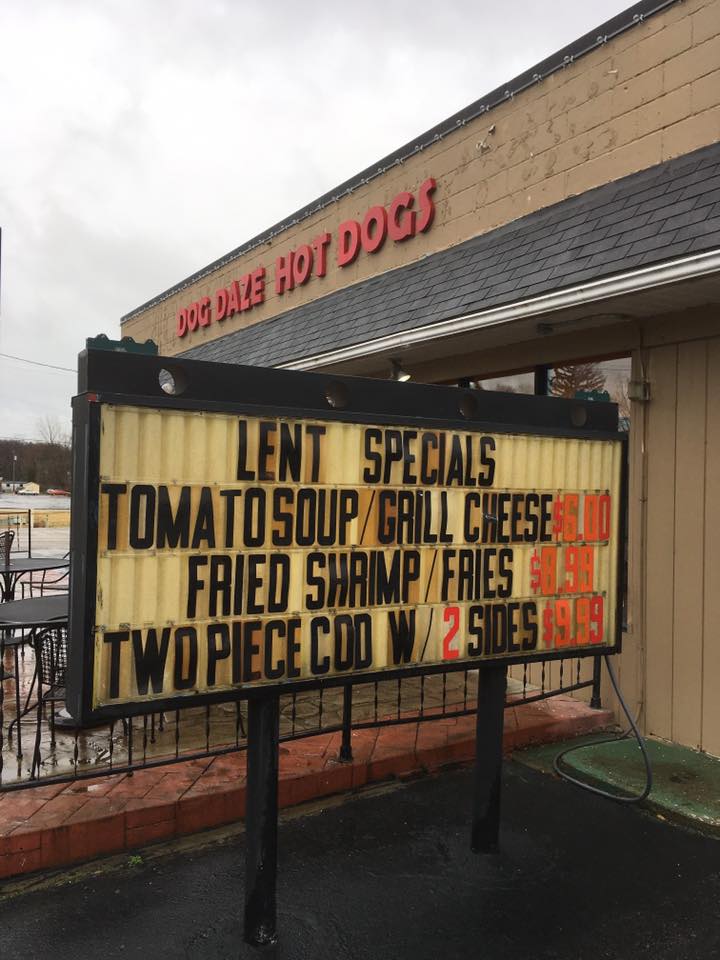 DOG DAZE HOT DOGS
LENT SPECIALS
TOMATO SOUP/GRILL CHEESE $6.00
FRIED SHRIMP/FRIES $8.99
TWO PIECE COD W/2 SIDES $9.99